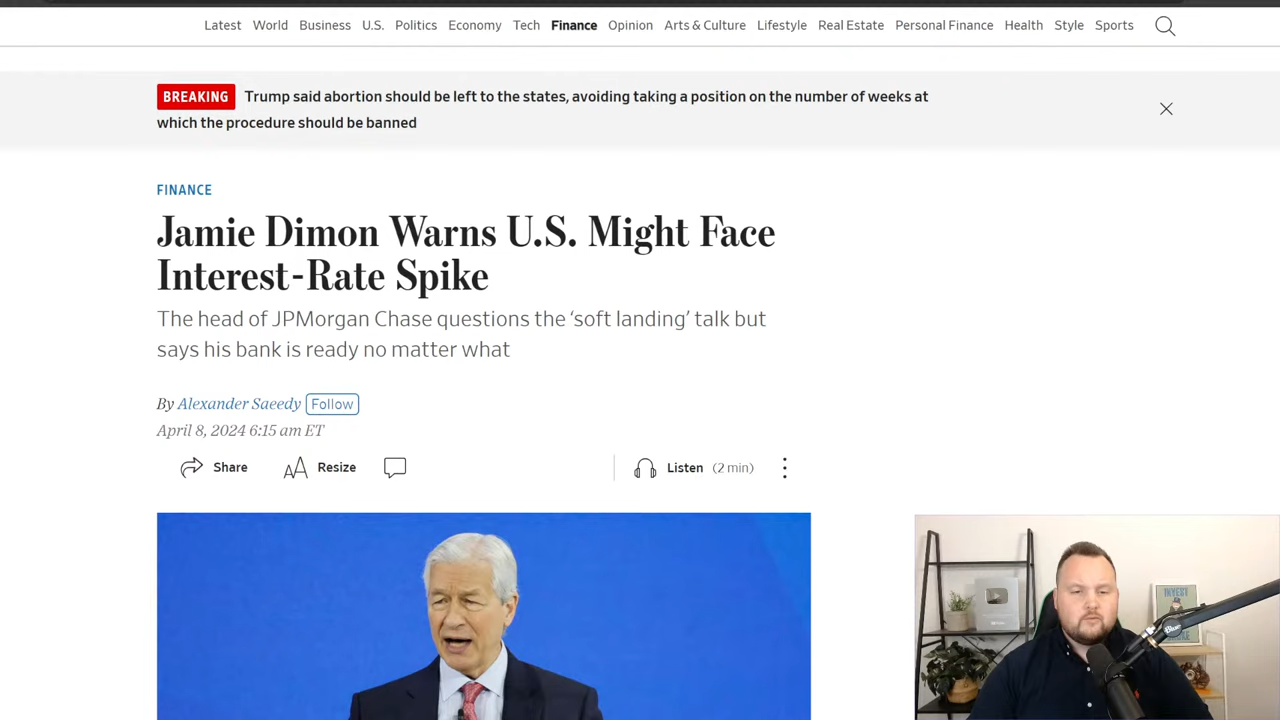 Latest World Business U.S. Politics Economy Tech Finance Opinion Arts & Culture Lifestyle Real Estate Personal Finance Health Style Sports
BREAKING Trump said abortion should be left to the states, avoiding taking a position on the number of weeks at
which the procedure should be banned
FINANCE
Jamie Dimon Warns U.S. Might Face
Interest-Rate Spike
The head of JPMorgan Chase questions the ‘soft landing’ talk but
says his bank is ready no matter what
By Alexander Saeedy Follow
April 8, 2024 6:15 am ET
Share AA Resize Listen (2 min)
INVEST
Blue